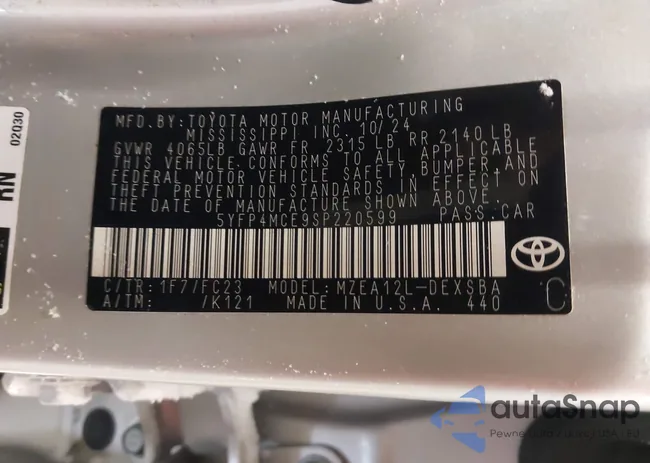 MFD. BY: TOYOTA MOTOR MANUFACTURING
MISSISSIPPI INC. 10/24
GVWR 4065LB GAWR FR 2315 LB RR 2140 LB
THIS VEHICLE CONFORMS TO ALL APPLICABLE
FEDERAL MOTOR VEHICLE SAFETY, BUMPER, AND
THEFT PREVENTION STANDARDS IN EFFECT ON
THE DATE OF MANUFACTURE SHOWN ABOVE.
5YFP4MCE9SP220599 PASS. CAR
C/TR: 1F7/FC23 MODEL: MZEA12L-DEXSBA
A/TM: /K121 MADE IN U.S.A. 440
C
02Q30
RN
autoSnap